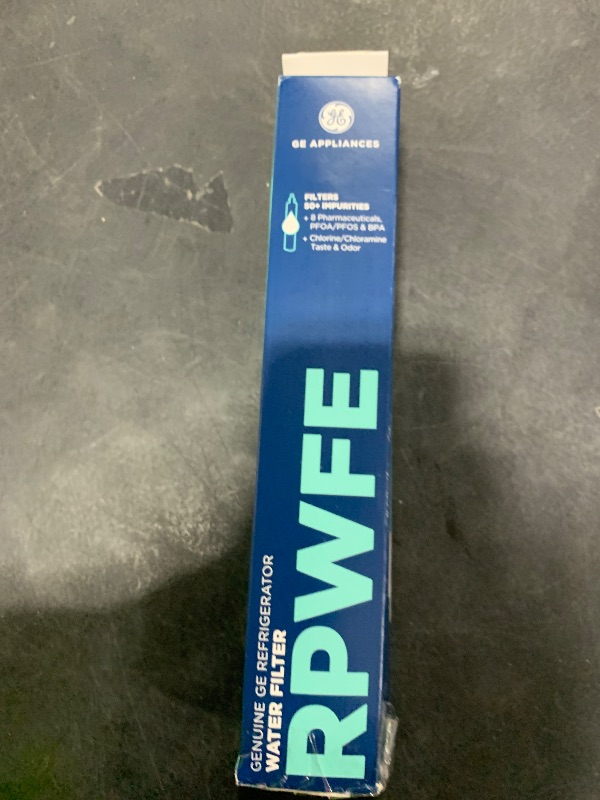 GE APPLIANCES
FILTERS
50+ IMPURITIES
+ 8 Pharmaceuticals,
PFOA/PFOS & BPA
+ Chlorine/Chloramine
Taste & Odor
GENUINE GE REFRIGERATOR
WATER FILTER
RPWFE